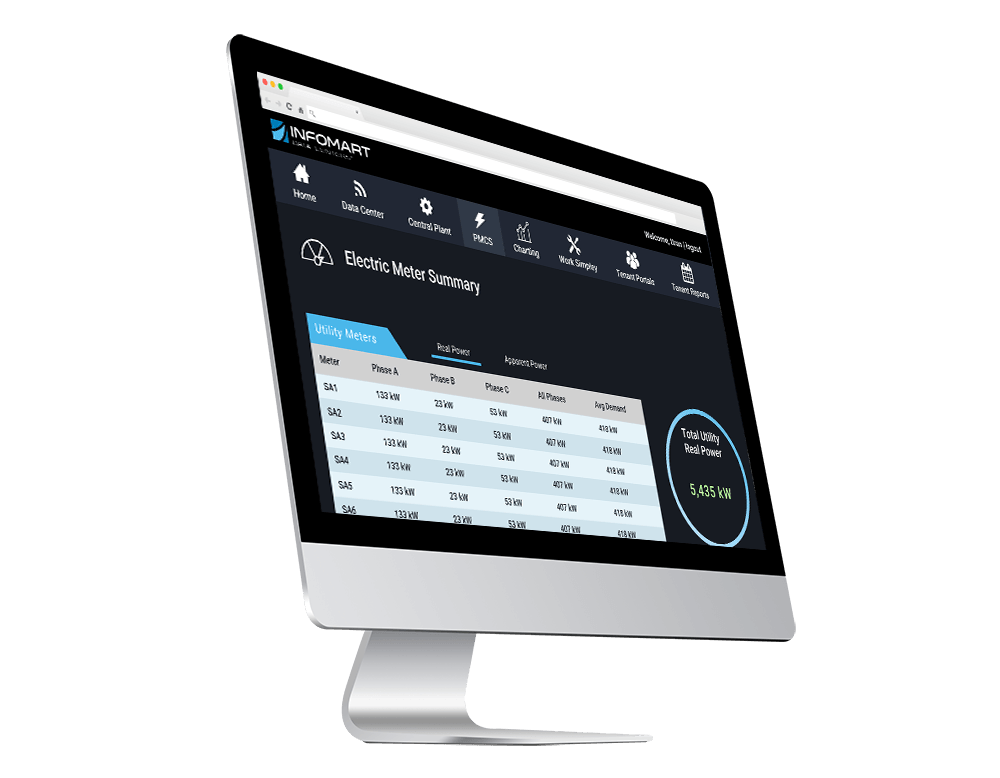 INFOMART
Welcome, titus | logout
Home
Data Center
Central Plant
PMCS
Charting
Work Simpley
Tenant Portals
Tenant Reports
Electric Meter Summary
Utility Meters
Real Power
Apparent Power
Meter Phase A Phase B Phase C All Phases Avg Demand
SA1 133 kW 23 kW 53 kW 407 kW 418 kW
SA2 133 kW 23 kW 53 kW 407 kW 418 kW
SA3 133 kW 23 kW 53 kW 407 kW 418 kW
SA4 133 kW 23 kW 53 kW 407 kW 418 kW
SA5 133 kW 23 kW 53 kW 407 kW 418 kW
SA6 133 kW 23 kW 53 kW 407 kW 418 kW
Total Utility
Real Power
5,435 kW